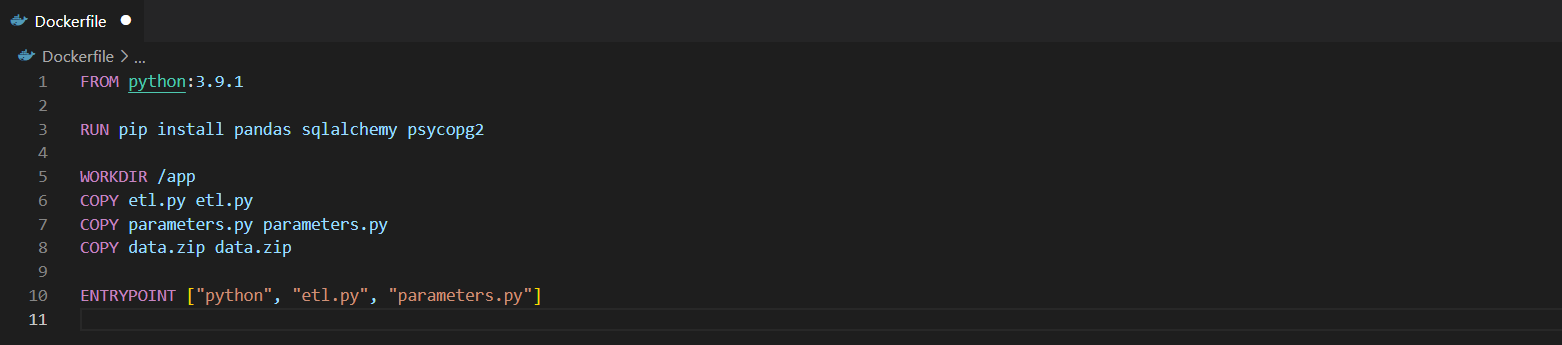 Dockerfile
Dockerfile > ...
1 FROM python:3.9.1
2
3 RUN pip install pandas sqlalchemy psycopg2
4
5 WORKDIR /app
6 COPY etl.py etl.py
7 COPY parameters.py parameters.py
8 COPY data.zip data.zip
9
10 ENTRYPOINT ["python", "etl.py", "parameters.py"]
11